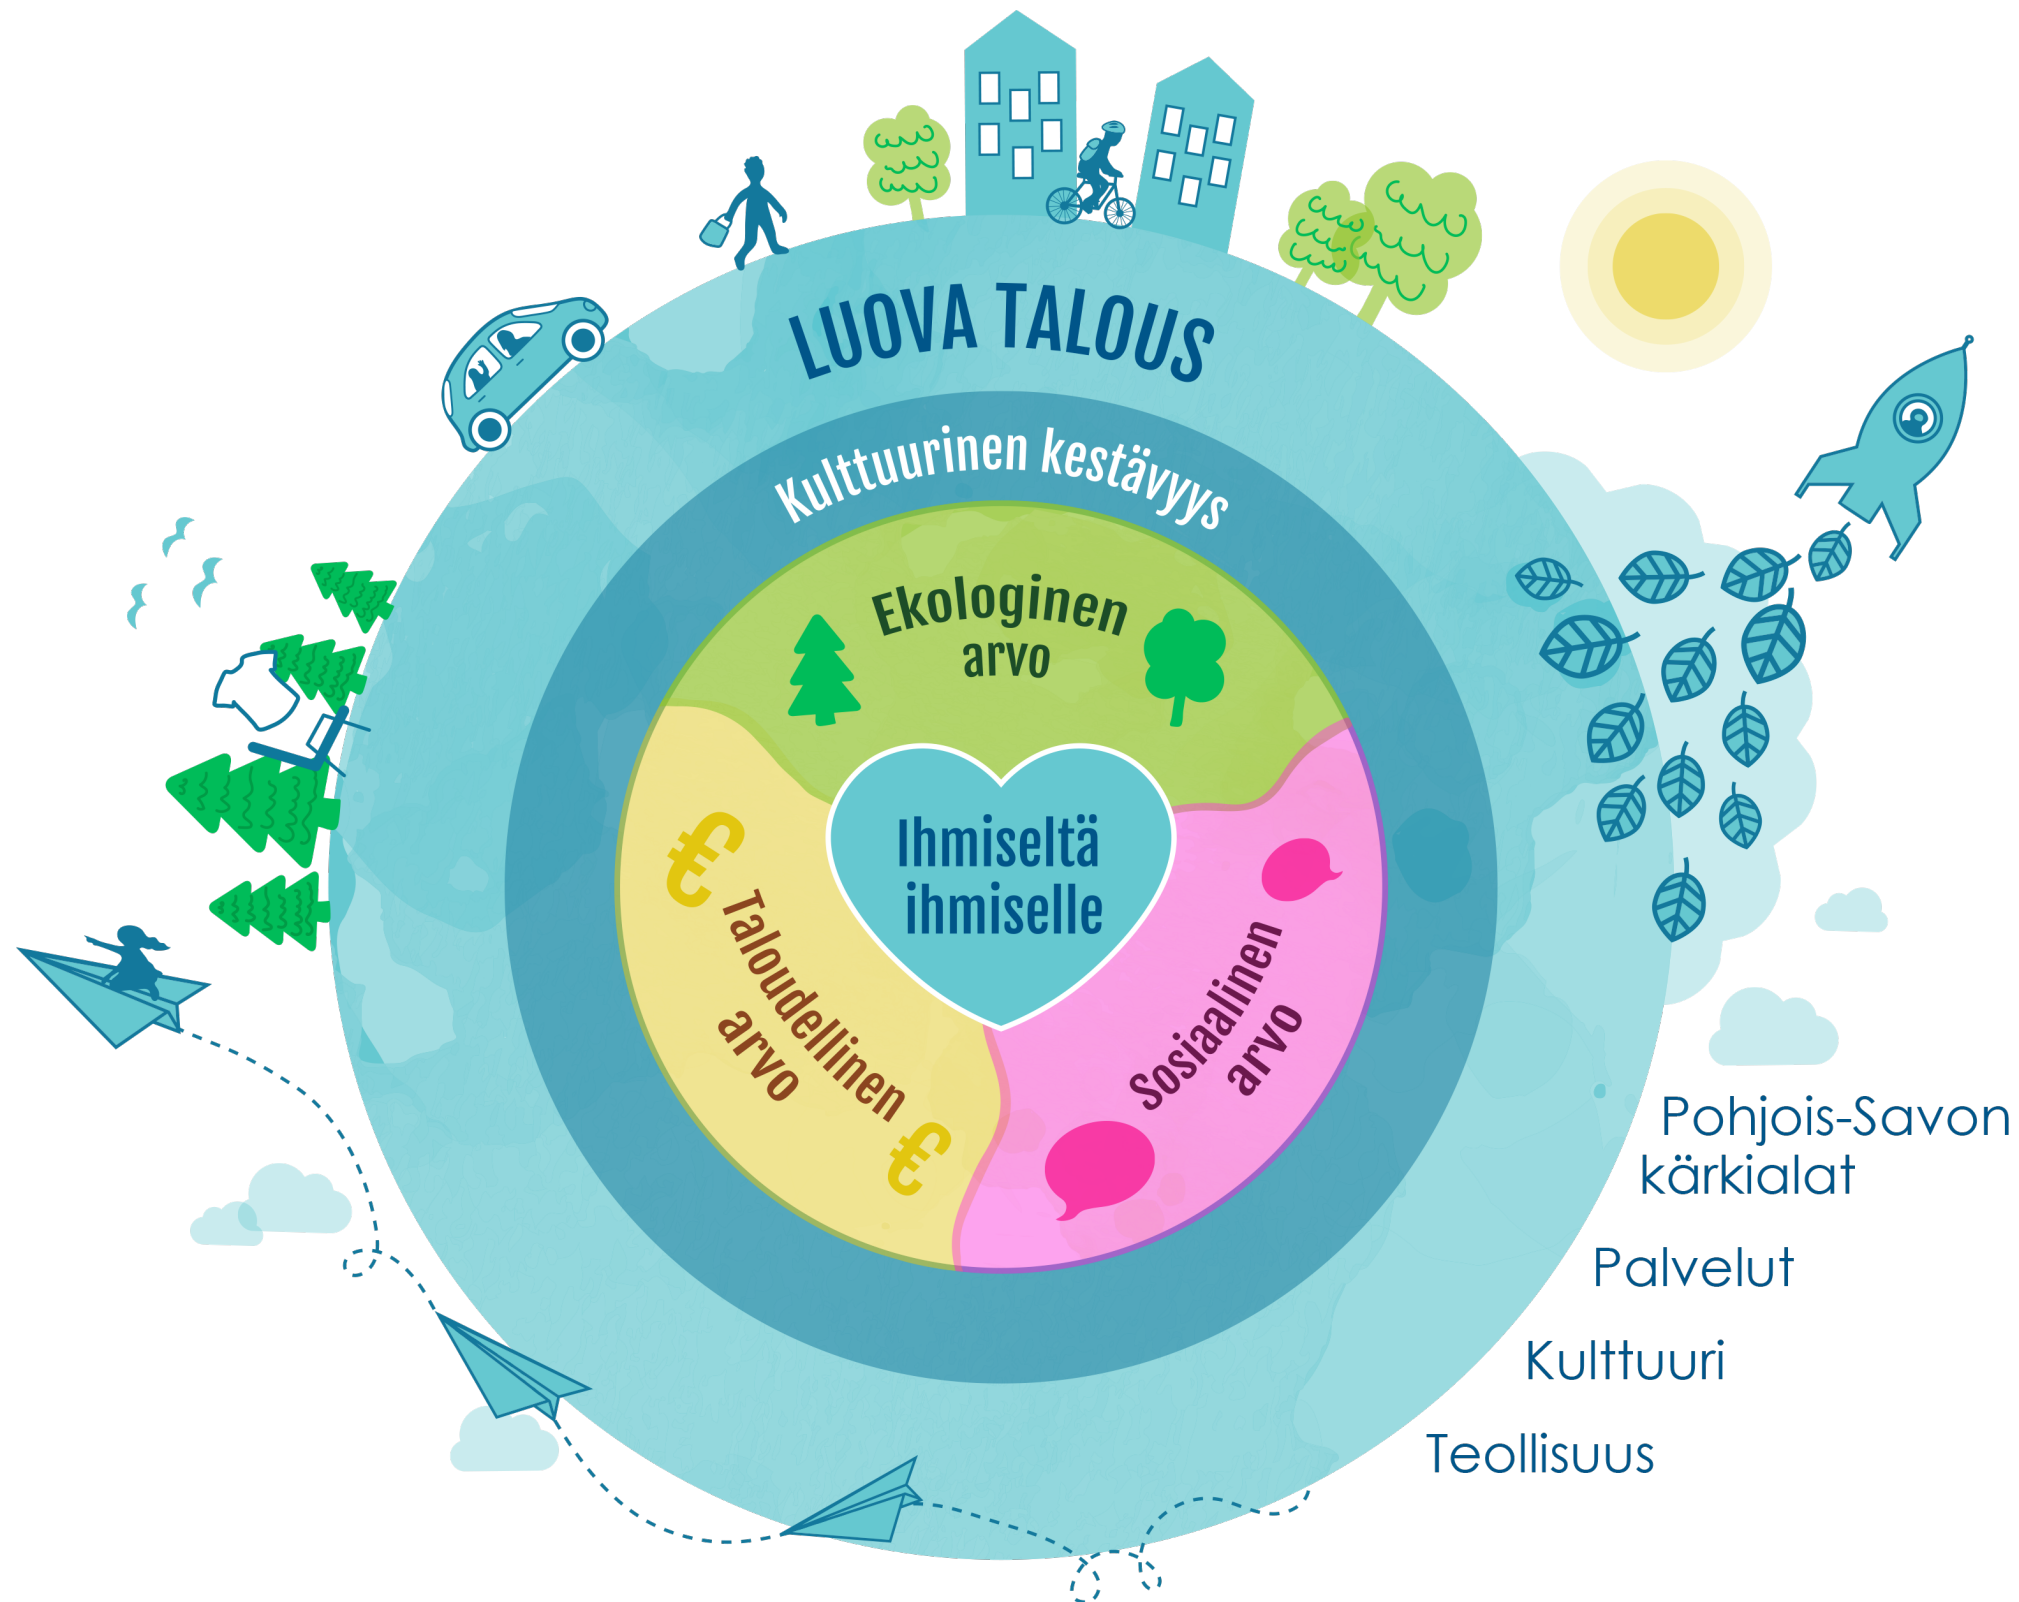 LUOVA TALOUS
Kulttuurinen kestävyys
Ekologinen
arvo
Ihmiseltä
ihmiselle
€
Taloudellinen
arvo
€
Sosiaalinen
arvo
Pohjois-Savon
kärkialat
Palvelut
Kulttuuri
Teollisuus